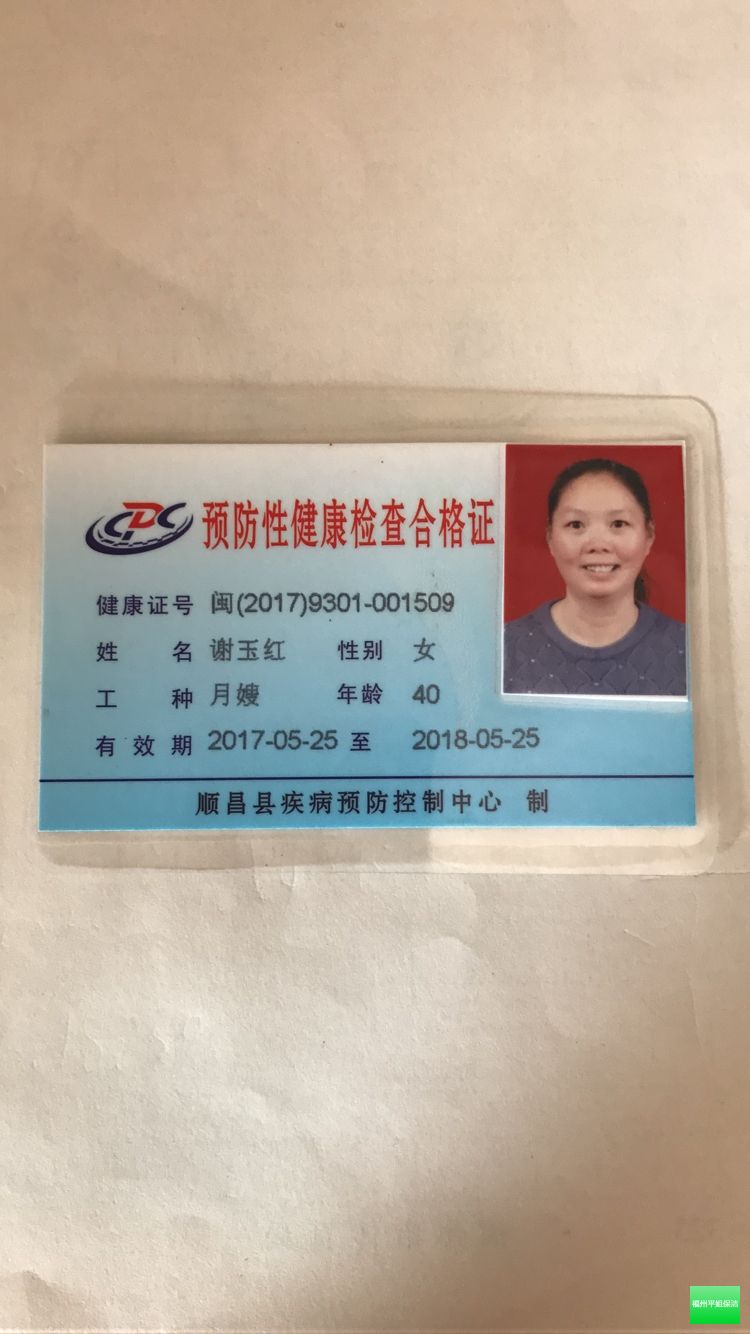 CDC 预防性健康检查合格证
健康证号 闽(2017)9301-001509
姓名 谢玉红 性别 女
工种 月嫂 年龄 40
有效期 2017-05-25 至 2018-05-25
顺昌县疾病预防控制中心 制
福州平姐保洁